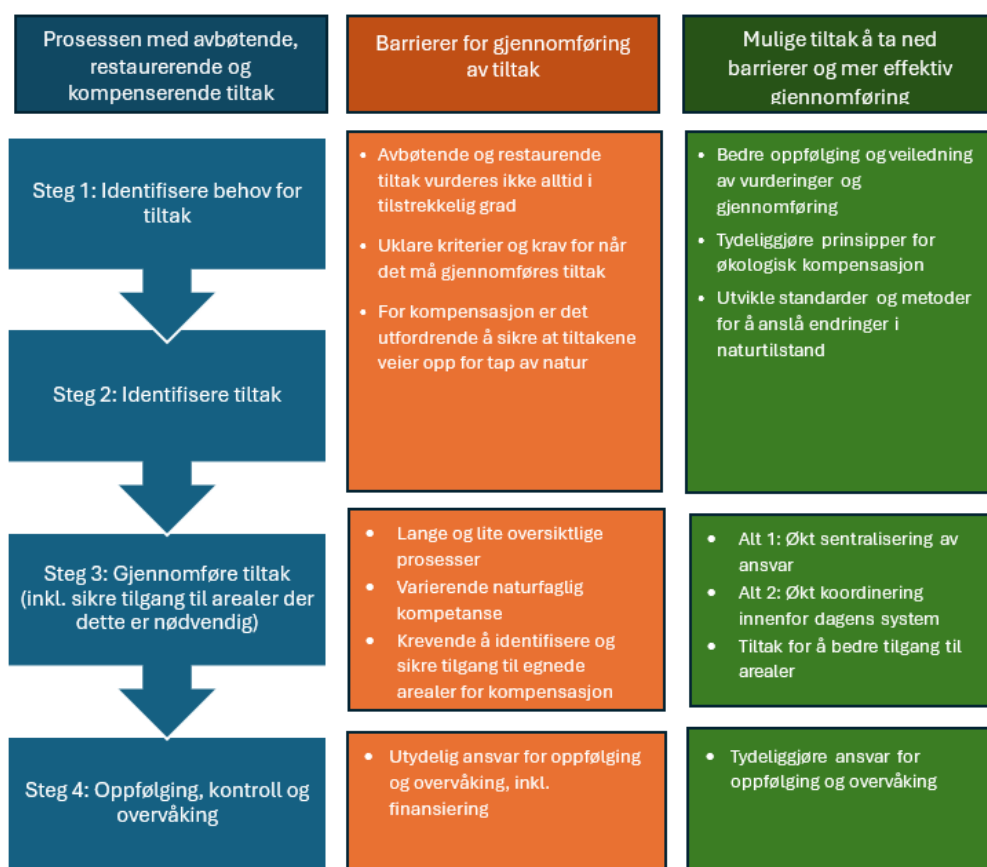 Prosessen med avbøtende,
restaurerende og
kompenserende tiltak
Barrierer for gjennomføring
av tiltak
Mulige tiltak å ta ned
barrierer og mer effektiv
gjennomføring
Steg 1: Identifisere behov for
tiltak
• Avbøtende og restaurende
tiltak vurderes ikke alltid i
tilstrekkelig grad
• Uklare kriterier og krav for når
det må gjennomføres tiltak
• For kompensasjon er det
utfordrende å sikre at tiltakene
veier opp for tap av natur
• Bedre oppfølging og veiledning
av vurderinger og
gjennomføring
• Tydeliggjøre prinsipper for
økologisk kompensasjon
• Utvikle standarder og metoder
for å anslå endringer i
naturtilstand
Steg 2: Identifisere tiltak
Steg 3: Gjennomføre tiltak
(inkl. sikre tilgang til arealer der
dette er nødvendig)
• Lange og lite oversiktlige
prosesser
• Varierende naturfaglig
kompetanse
• Krevende å identifisere og
sikre tilgang til egnede
arealer for kompensasjon
• Alt 1: Økt sentralisering av
ansvar
• Alt 2: Økt koordinering
innenfor dagens system
• Tiltak for å bedre tilgang til
arealer
Steg 4: Oppfølging, kontroll og
overvåking
• Utydelig ansvar for oppfølging
og overvåking, inkl.
finansiering
• Tydeliggjøre ansvar for
oppfølging og overvåking